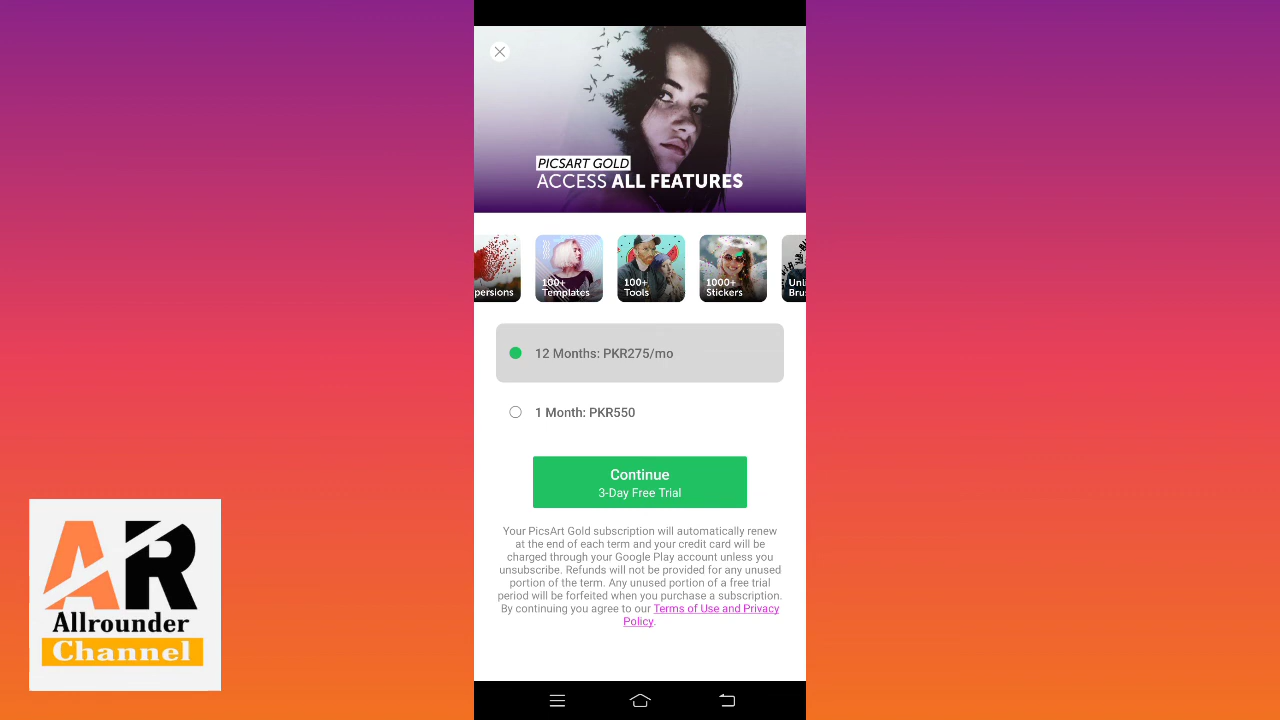 PICSART GOLD
ACCESS ALL FEATURES
persions
100+
Templates
100+
Tools
1000+
Stickers
Unli
Brus
12 Months: PKR275/mo
1 Month: PKR550
Continue
3-Day Free Trial
Your PicsArt Gold subscription will automatically renew
at the end of each term and your credit card will be
charged through your Google Play account unless you
unsubscribe. Refunds will not be provided for any unused
portion of the term. Any unused portion of a free trial
period will be forfeited when you purchase a subscription.
By continuing you agree to our Terms of Use and Privacy
Policy.
AR
Allrounder
Channel